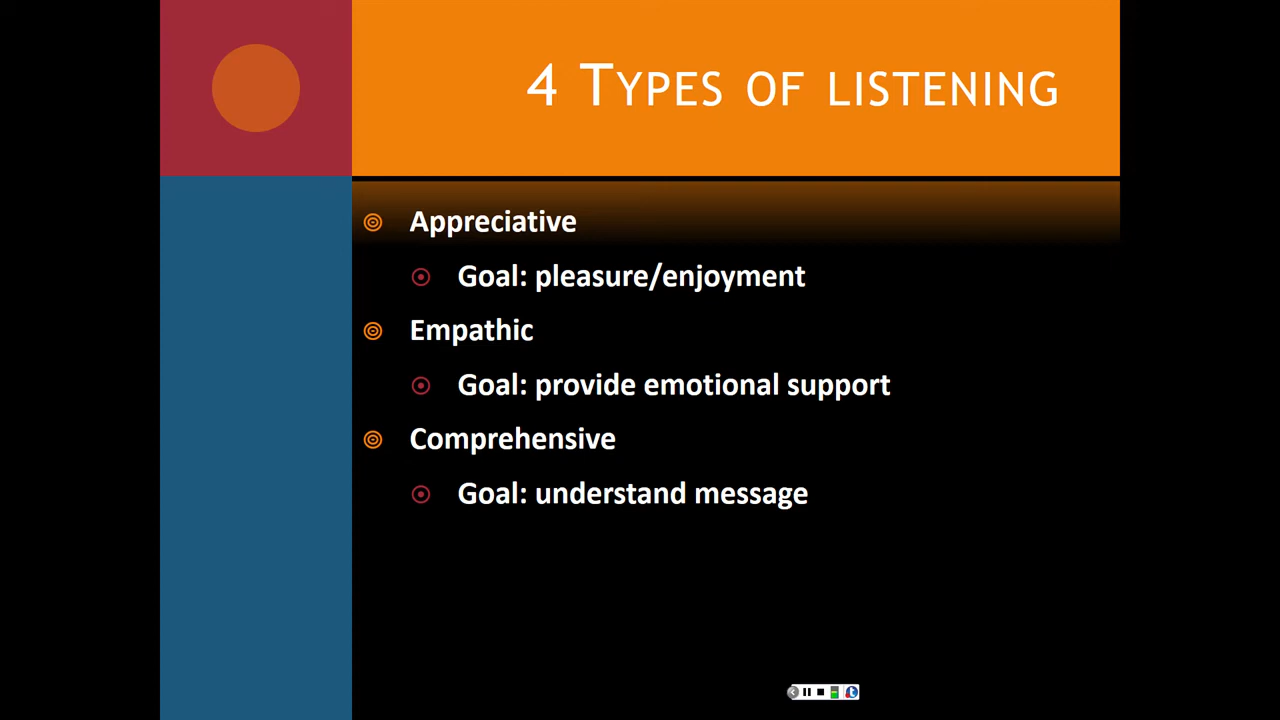 4 Types of listening
Appreciative
Goal: pleasure/enjoyment
Empathic
Goal: provide emotional support
Comprehensive
Goal: understand message